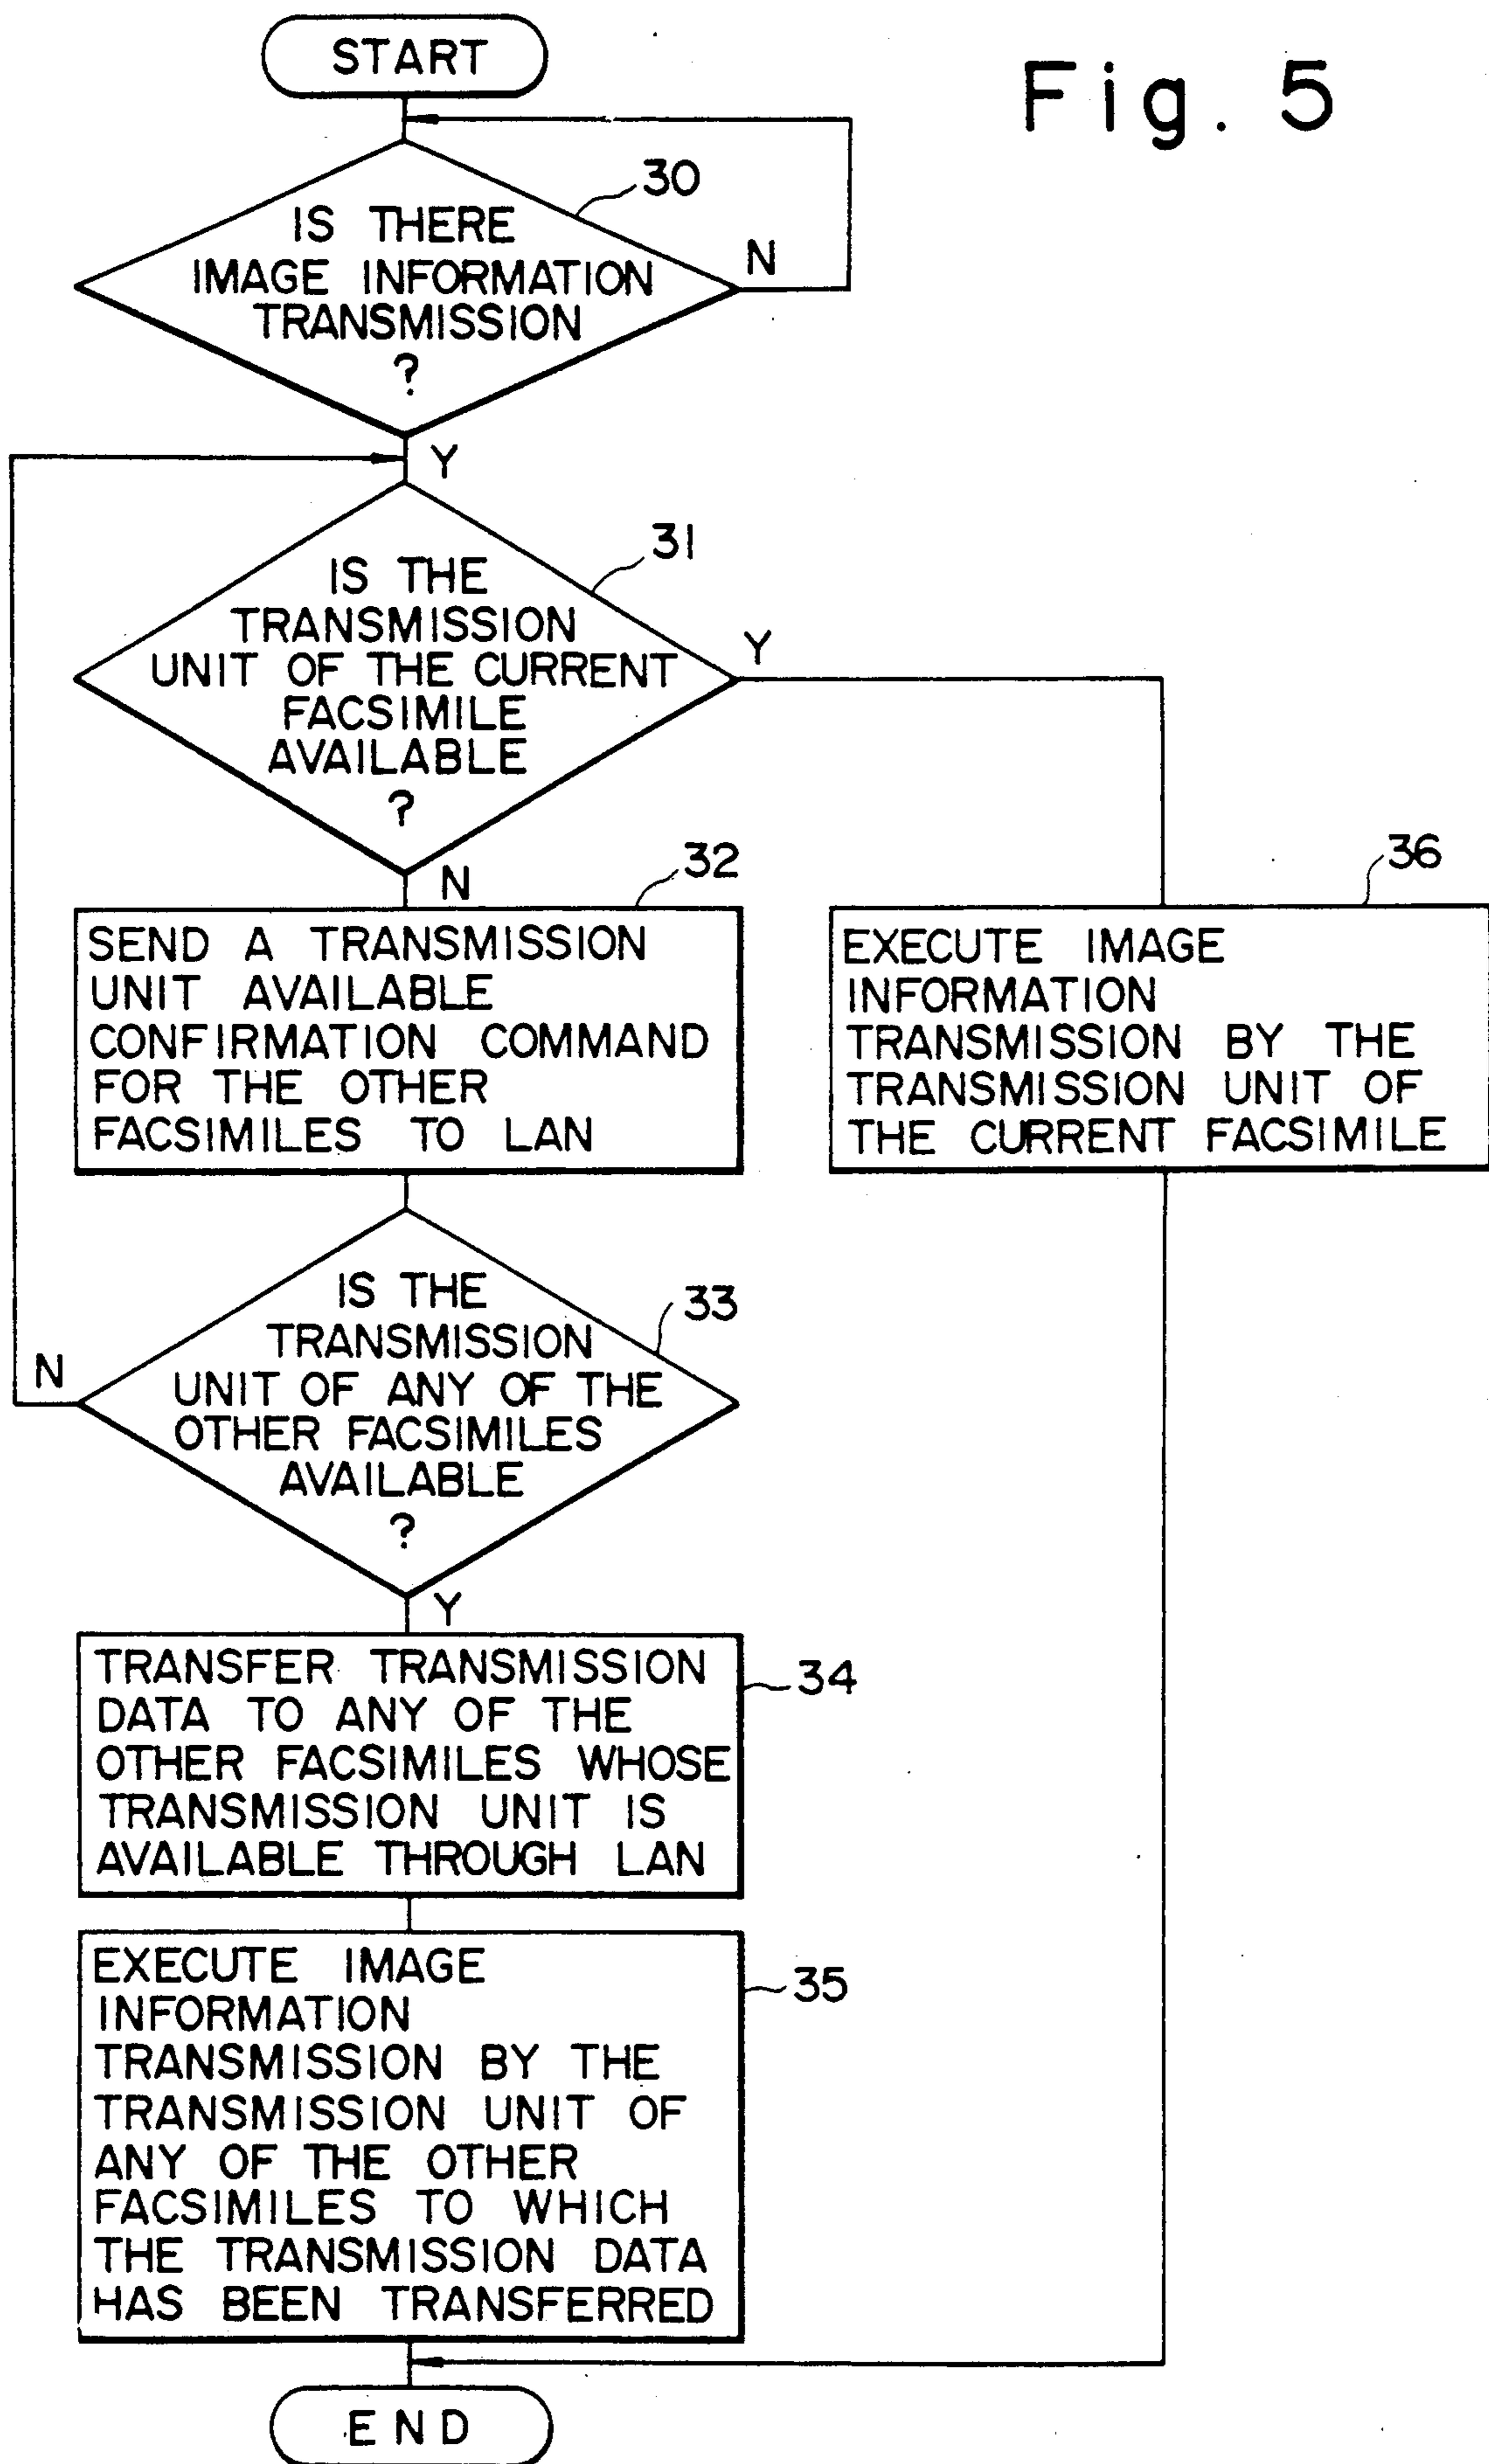 START
Fig. 5
30
IS THERE
IMAGE INFORMATION
TRANSMISSION
?
N
Y
31
IS THE
TRANSMISSION
UNIT OF THE CURRENT
FACSIMILE
AVAILABLE
?
Y
N
32
SEND A TRANSMISSION
UNIT AVAILABLE
CONFIRMATION COMMAND
FOR THE OTHER
FACSIMILES TO LAN
36
EXECUTE IMAGE
INFORMATION
TRANSMISSION BY THE
TRANSMISSION UNIT OF
THE CURRENT FACSIMILE
33
IS THE
TRANSMISSION
UNIT OF ANY OF THE
OTHER FACSIMILES
AVAILABLE
?
N
Y
34
TRANSFER TRANSMISSION
DATA TO ANY OF THE
OTHER FACSIMILES WHOSE
TRANSMISSION UNIT IS
AVAILABLE THROUGH LAN
35
EXECUTE IMAGE
INFORMATION
TRANSMISSION BY THE
TRANSMISSION UNIT OF
ANY OF THE OTHER
FACSIMILES TO WHICH
THE TRANSMISSION DATA
HAS BEEN TRANSFERRED
END